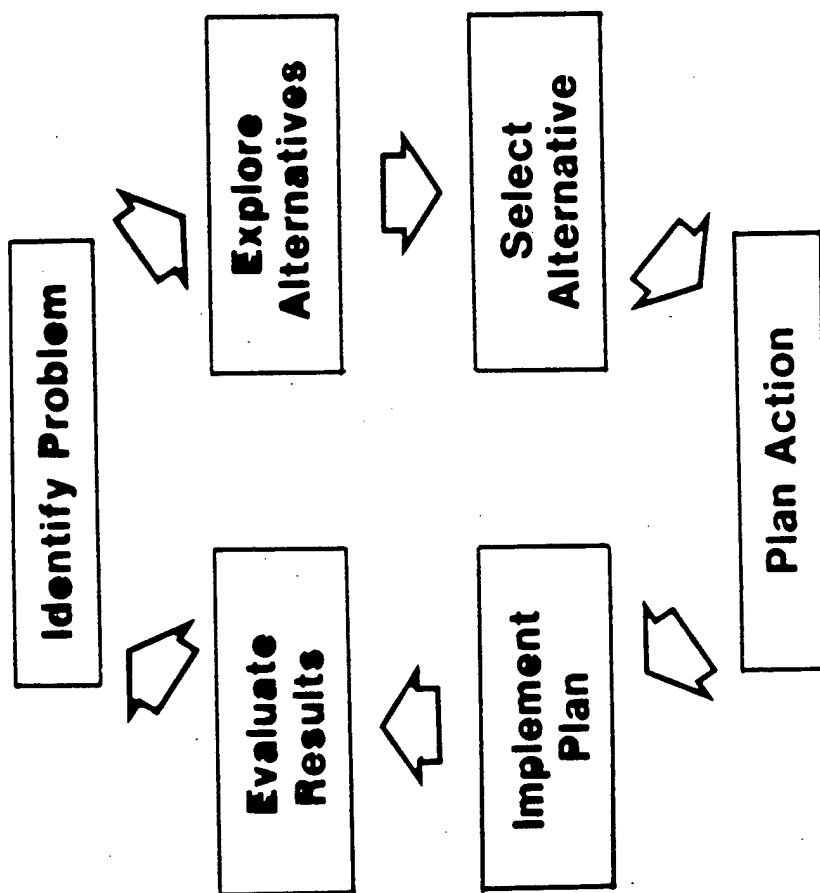 Identify Problem
Explore
Alternatives
Select
Alternative
Plan Action
Implement
Plan
Evaluate
Results